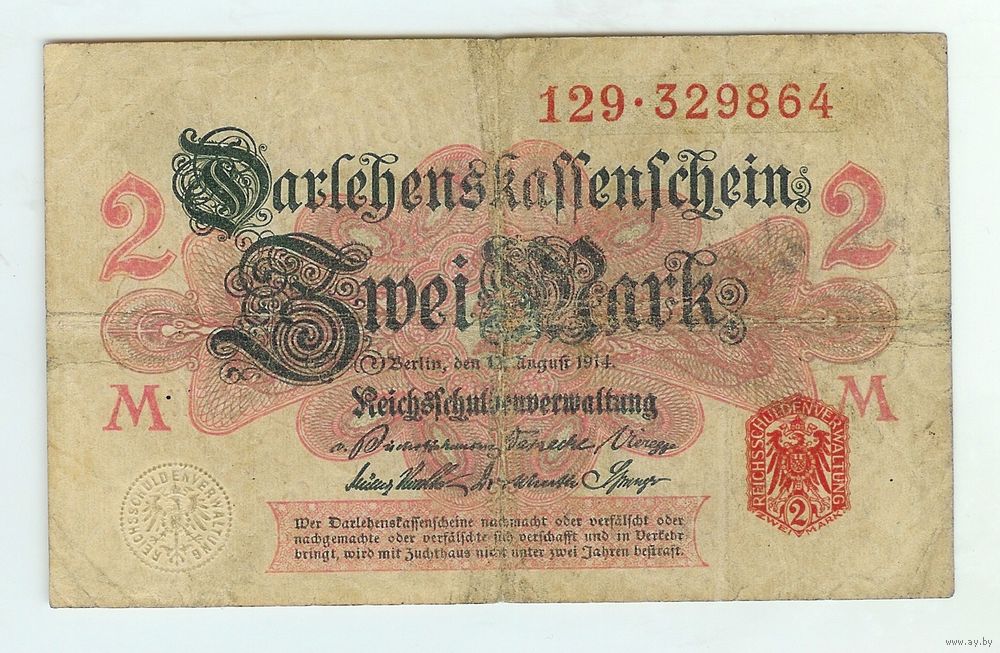 129·329864
Darlehenskassenschein
2 2
Zwei Mark
Berlin, den 12. August 1914.
Reichsschuldenverwaltung
M M
REICHSSCHULDENVERWALTUNG
REICHSSCHULDENVERWALTUNG
2
ZWEI MARK
Wer Darlehenskassenscheine nachmacht oder verfälscht oder
nachgemachte oder verfälschte sich verschafft und in Verkehr
bringt, wird mit Zuchthaus nicht unter zwei Jahren bestraft.
www.ay.by